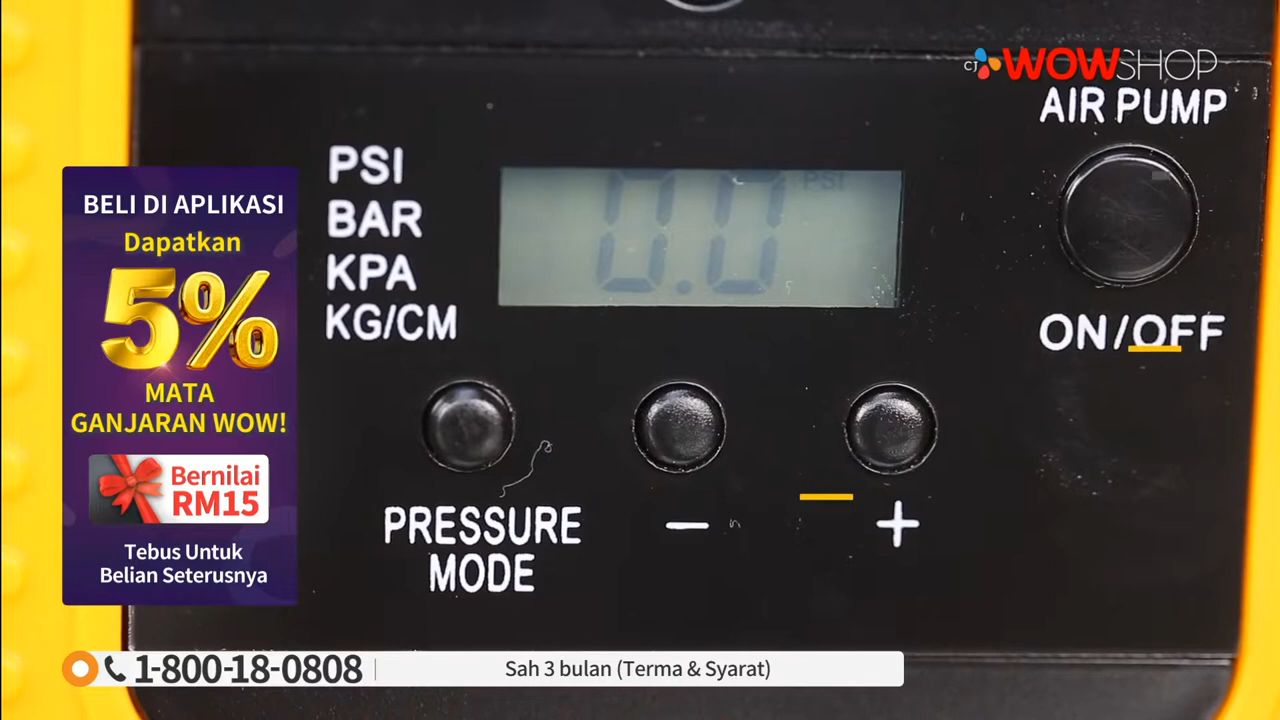 CJ WOWSHOP
AIR PUMP
ON/OFF
PSI
BAR
KPA
KG/CM
0.0 PSI
PRESSURE
MODE
− +
BELI DI APLIKASI
Dapatkan
5%
MATA
GANJARAN WOW!
Bernilai
RM15
Tebus Untuk
Belian Seterusnya
1-800-18-0808
Sah 3 bulan (Terma & Syarat)